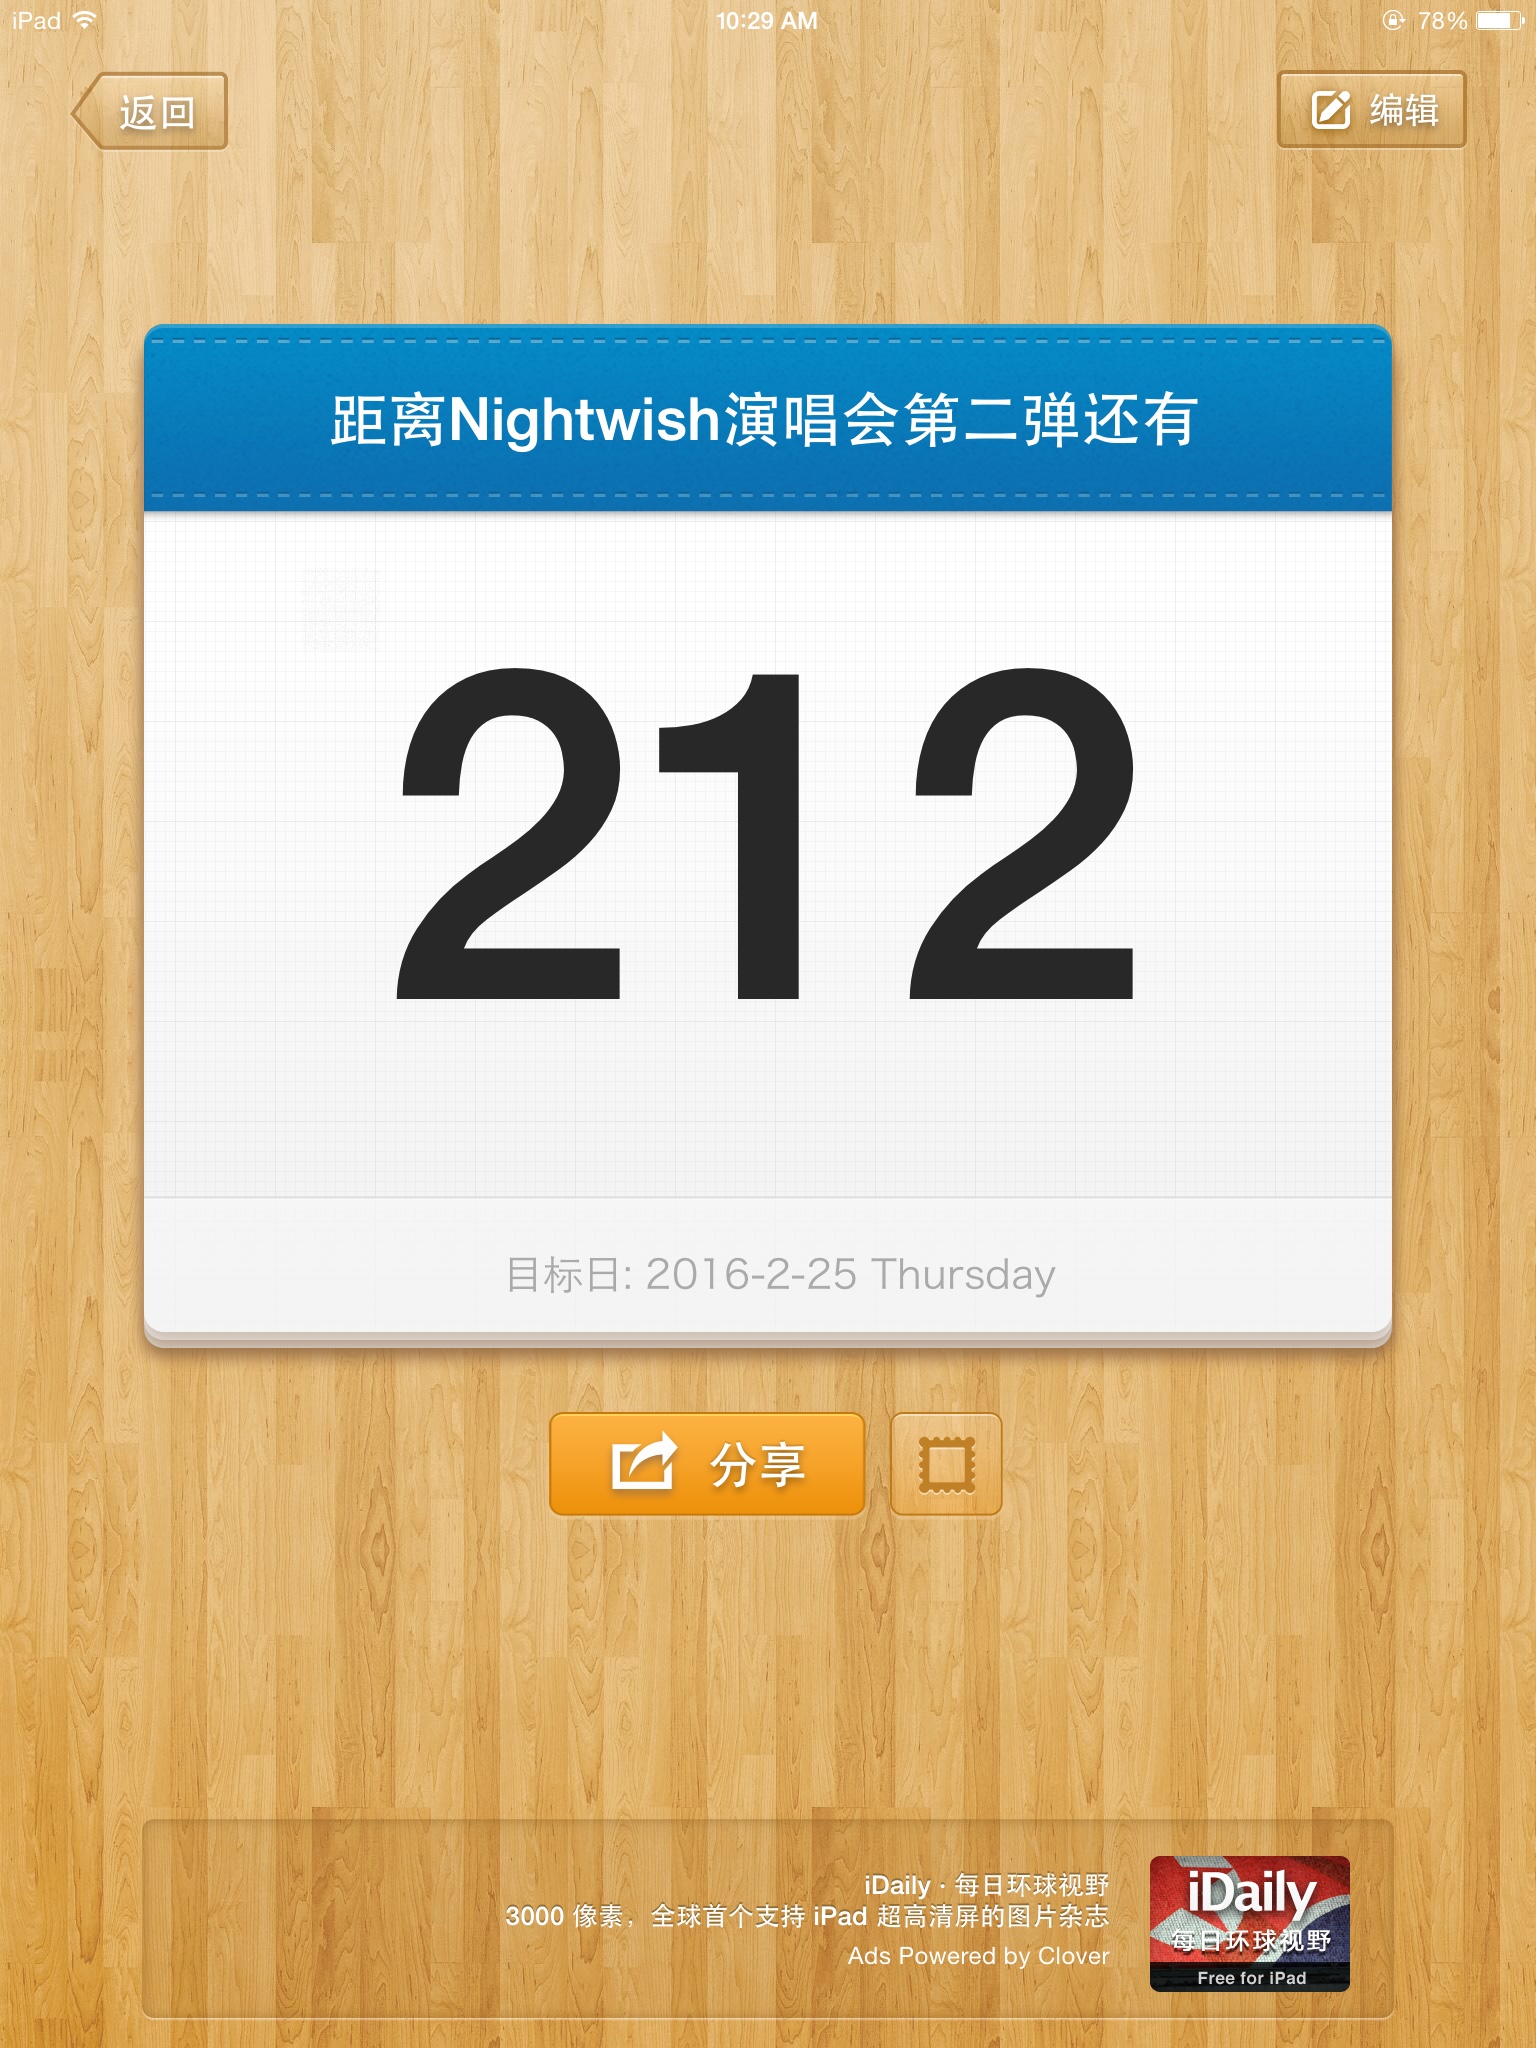 iPad 10:29 AM 78%
返回
编辑
距离Nightwish演唱会第二弹还有
212
目标日: 2016-2-25 Thursday
分享
iDaily · 每日环球视野
3000 像素，全球首个支持 iPad 超高清屏的图片杂志
Ads Powered by Clover
iDaily
每日环球视野
Free for iPad